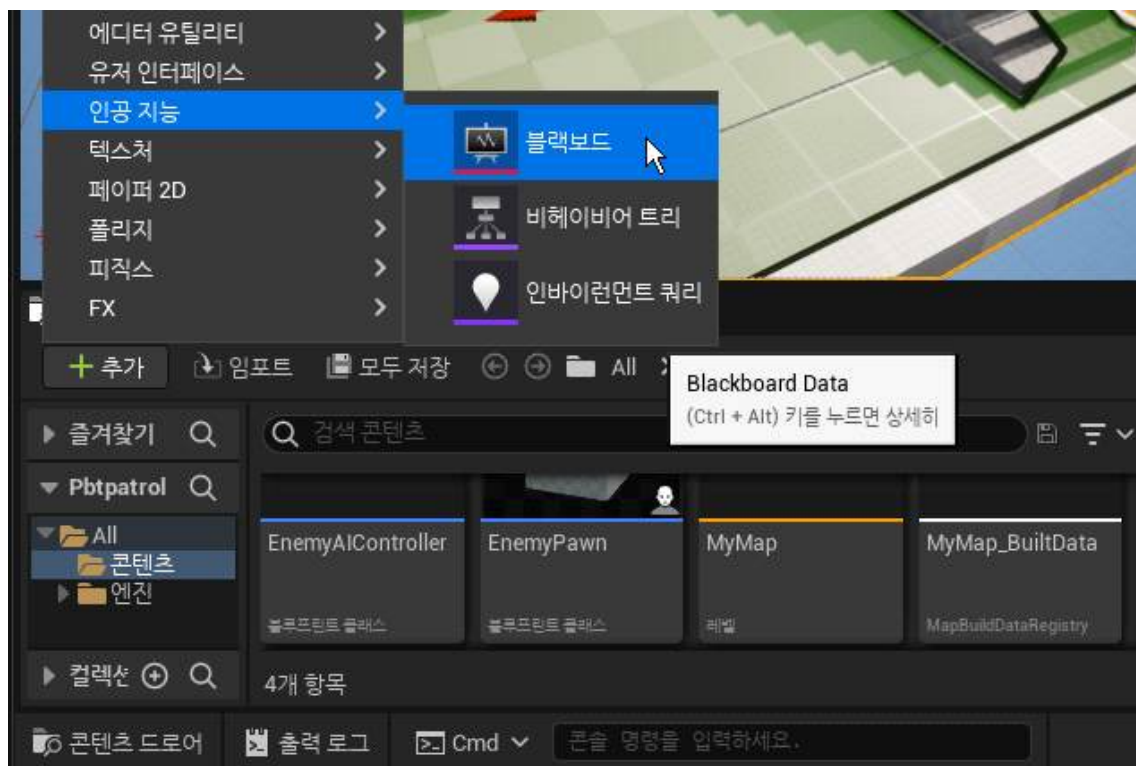 에디터 유틸리티
유저 인터페이스
인공 지능
텍스처
페이퍼 2D
폴리지
피직스
FX
블랙보드
비헤이비어 트리
인바이런먼트 쿼리
추가
임포트
모두 저장
All
Blackboard Data
(Ctrl + Alt) 키를 누르면 상세히
즐겨찾기
검색 콘텐츠
Pbtpatrol
All
콘텐츠
엔진
EnemyAIController
블루프린트 클래스
EnemyPawn
블루프린트 클래스
MyMap
레벨
MyMap_BuiltData
MapBuildDataRegistry
컬렉션
4개 항목
콘텐츠 드로어
출력 로그
Cmd
콘솔 명령을 입력하세요.